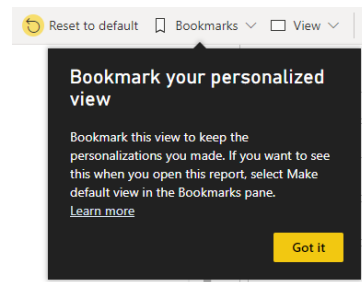 Reset to default Bookmarks View
Bookmark your personalized
view
Bookmark this view to keep the
personalizations you made. If you want to see
this when you open this report, select Make
default view in the Bookmarks pane.
Learn more
Got it